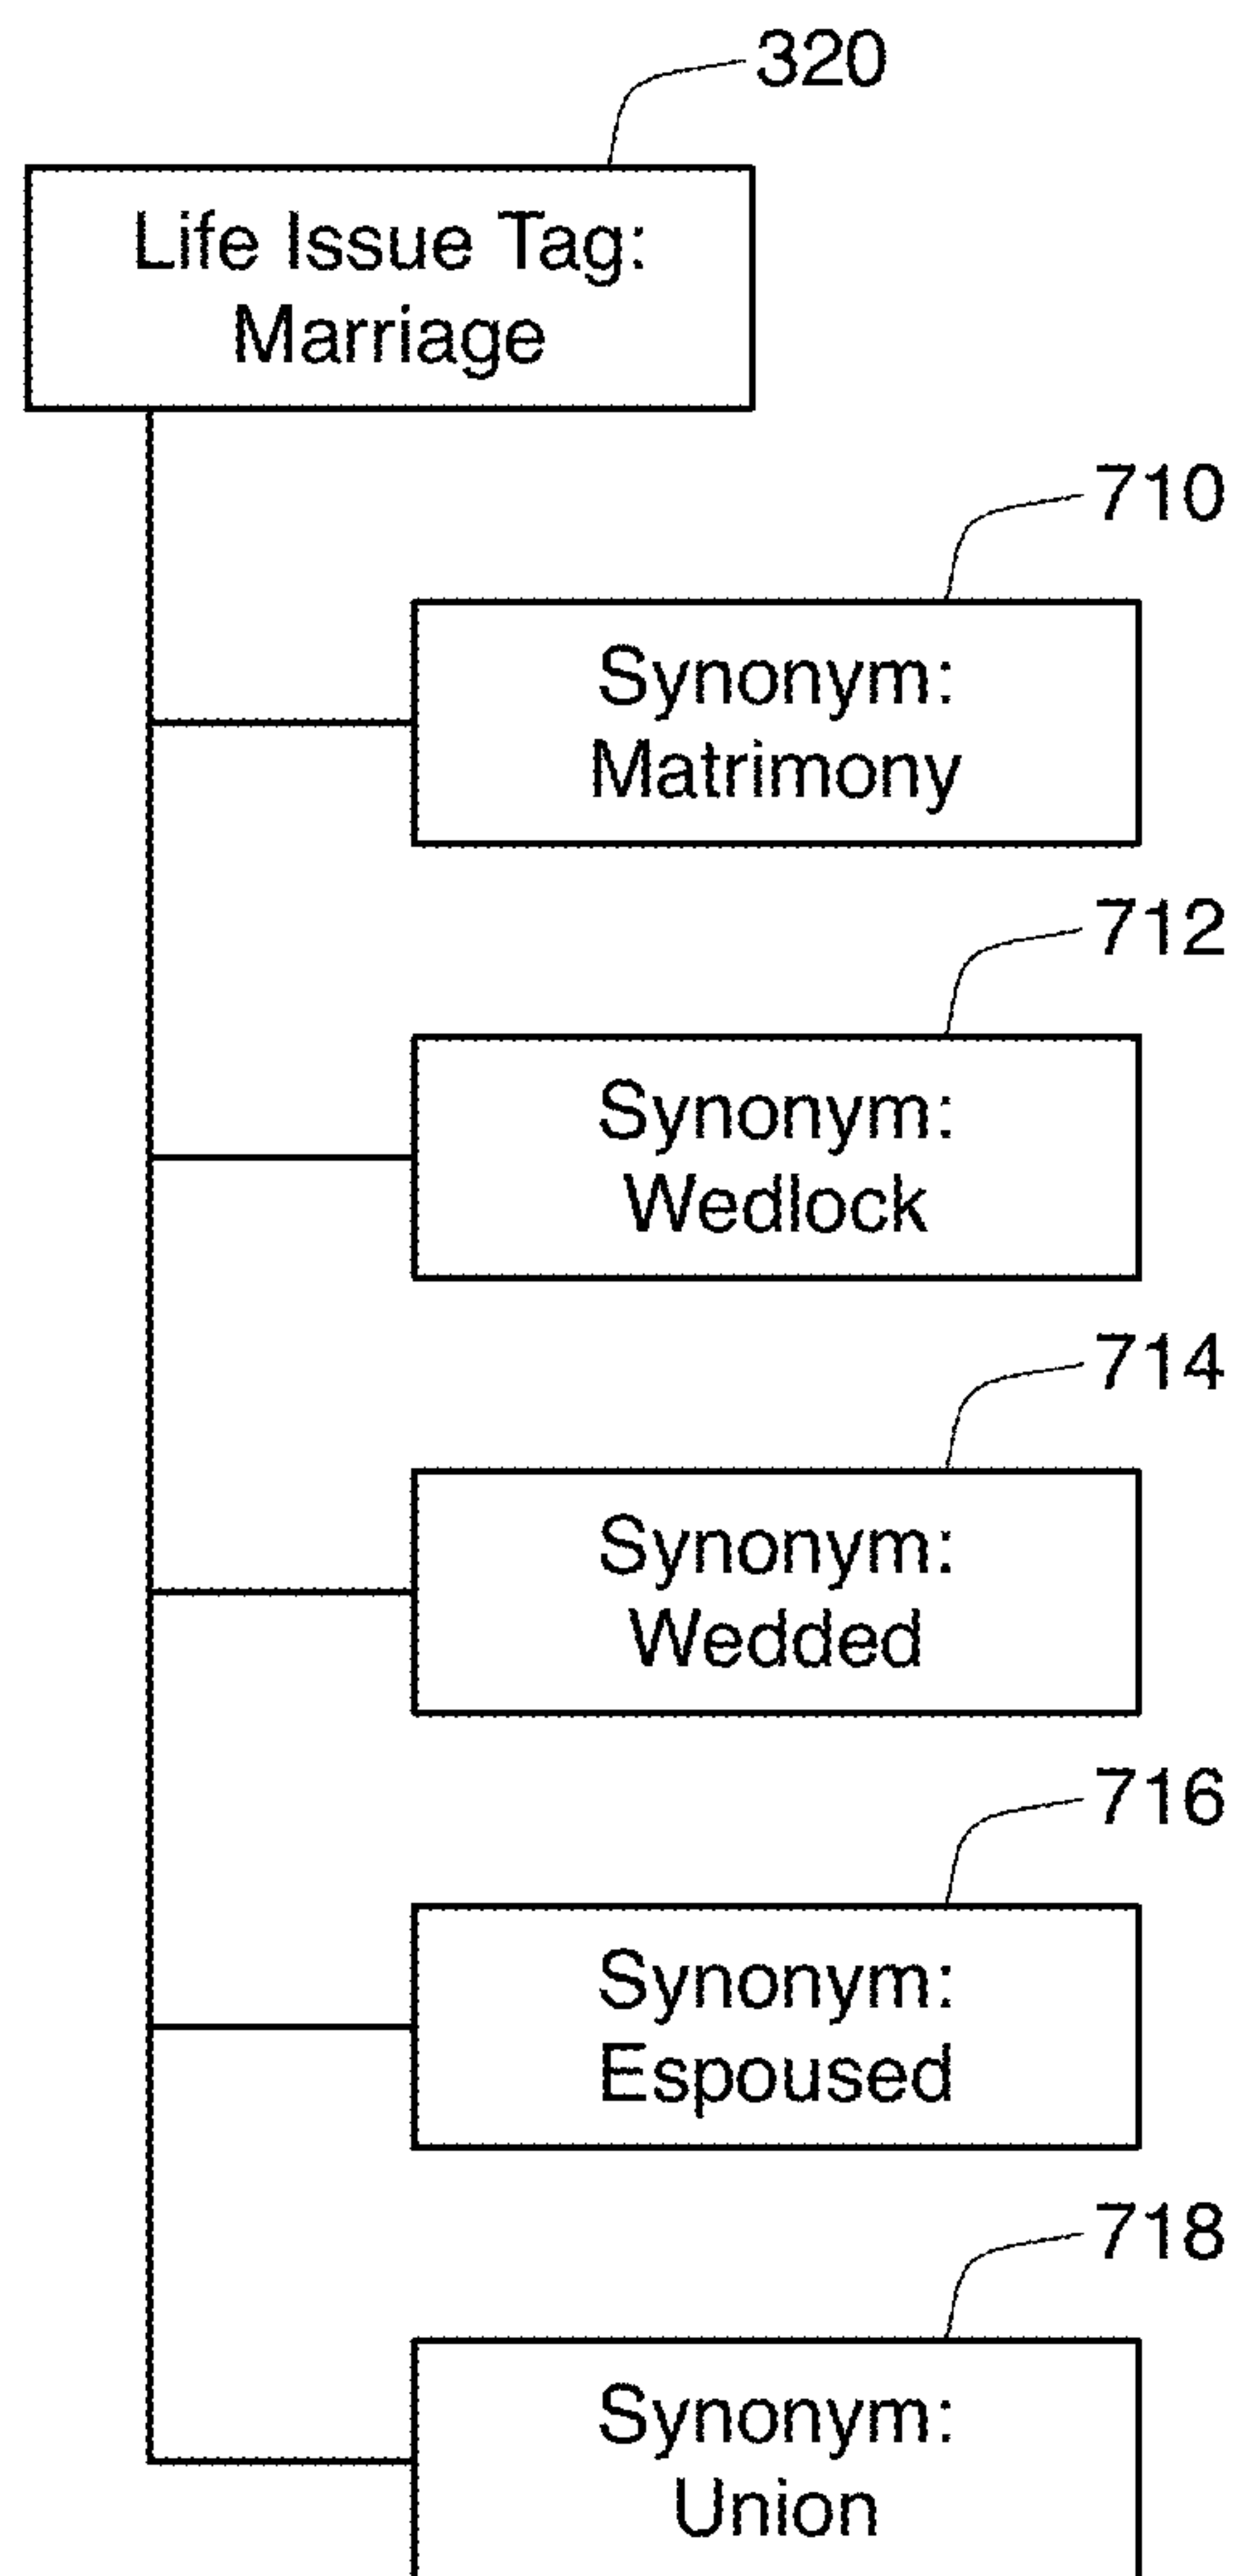 320
Life Issue Tag:
Marriage
710
Synonym:
Matrimony
712
Synonym:
Wedlock
714
Synonym:
Wedded
716
Synonym:
Espoused
718
Synonym:
Union